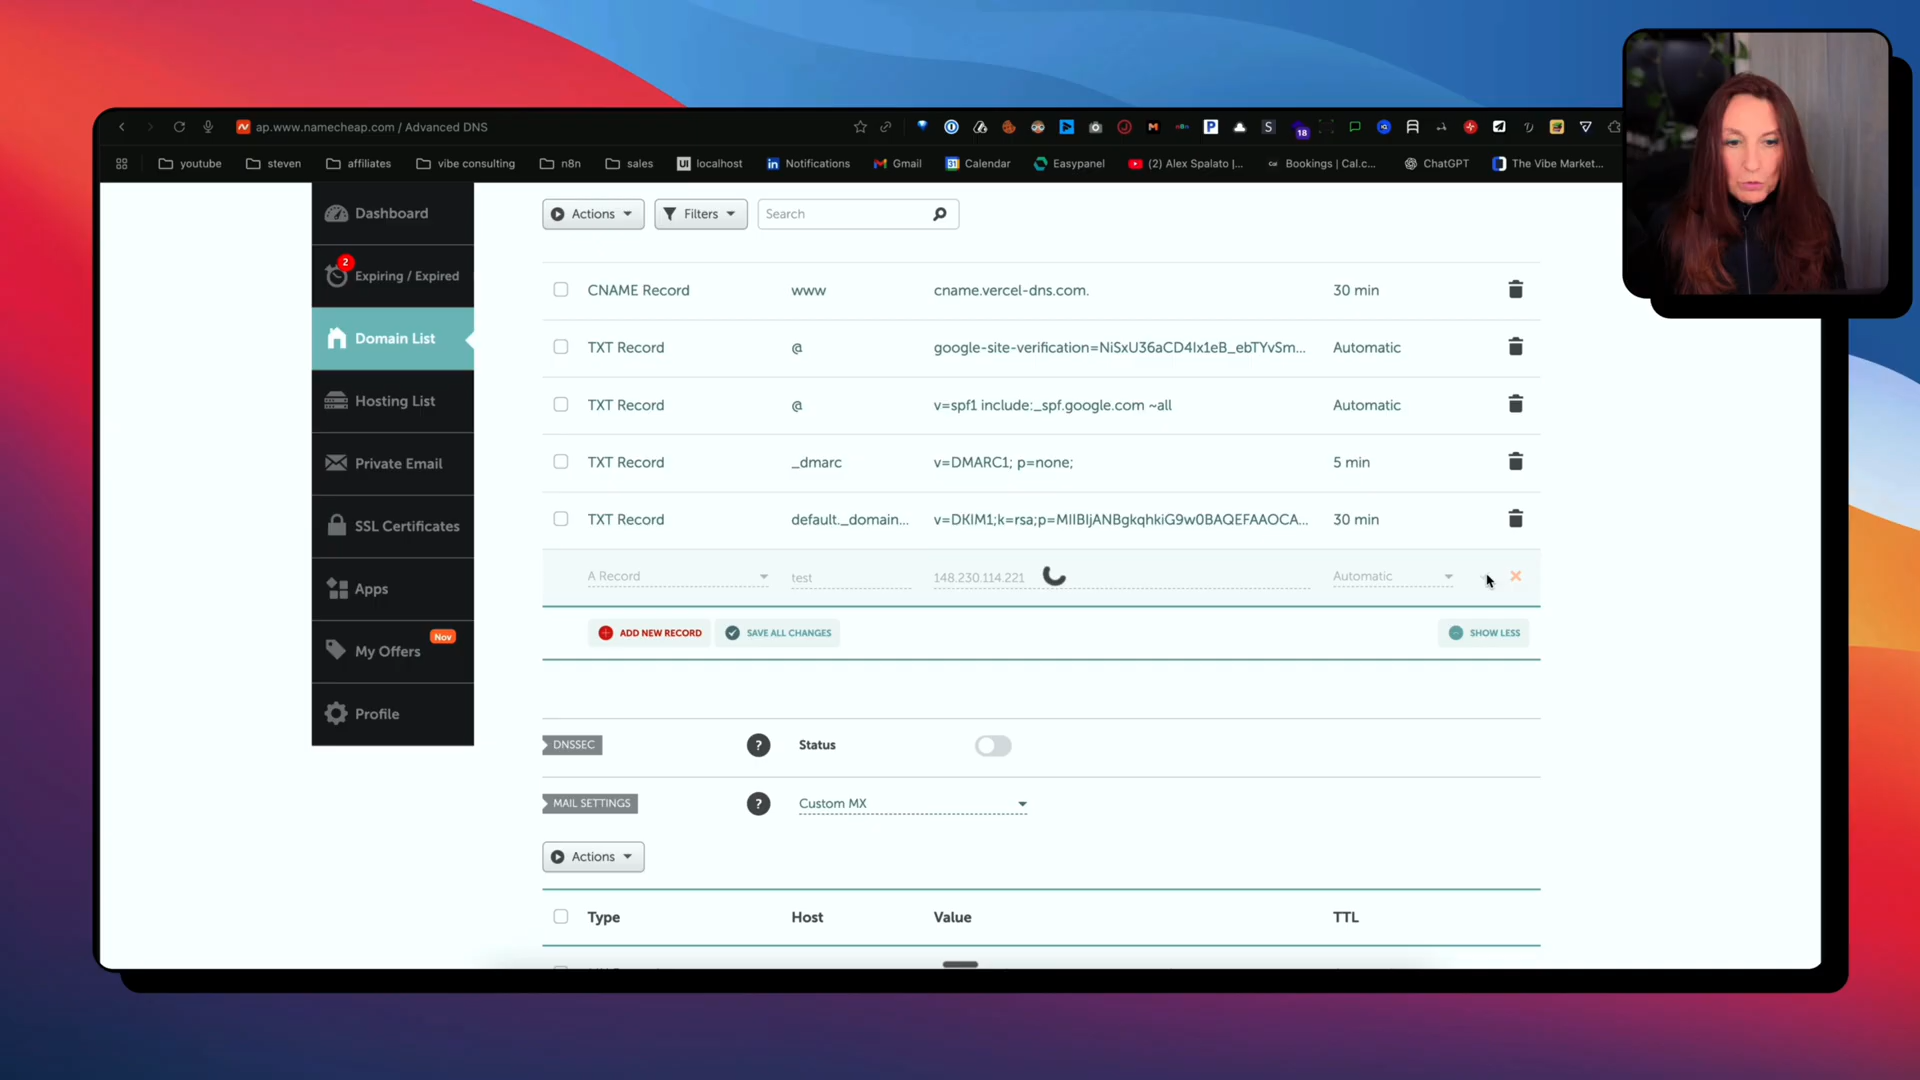 ap.www.namecheap.com / Advanced DNS
18
youtube
steven
affiliates
vibe consulting
n8n
sales
localhost
Notifications
Gmail
Calendar
Easypanel
(2) Alex Spalato |...
Bookings | Cal.c...
ChatGPT
The Vibe Market...
Dashboard
2
Expiring / Expired
Domain List
Hosting List
Private Email
SSL Certificates
Apps
Nov
My Offers
Profile
Actions
Filters
Search
CNAME Record www cname.vercel-dns.com. 30 min
TXT Record @ google-site-verification=NiSxU36aCD4Ix1eB_ebTYvSm... Automatic
TXT Record @ v=spf1 include:_spf.google.com ~all Automatic
TXT Record _dmarc v=DMARC1; p=none; 5 min
TXT Record default._domain... v=DKIM1;k=rsa;p=MIIBIjANBgkqhkiG9w0BAQEFAAOCA... 30 min
A Record test 148.230.114.221 Automatic
ADD NEW RECORD SAVE ALL CHANGES SHOW LESS
DNSSEC ? Status
MAIL SETTINGS ? Custom MX
Actions
Type Host Value TTL